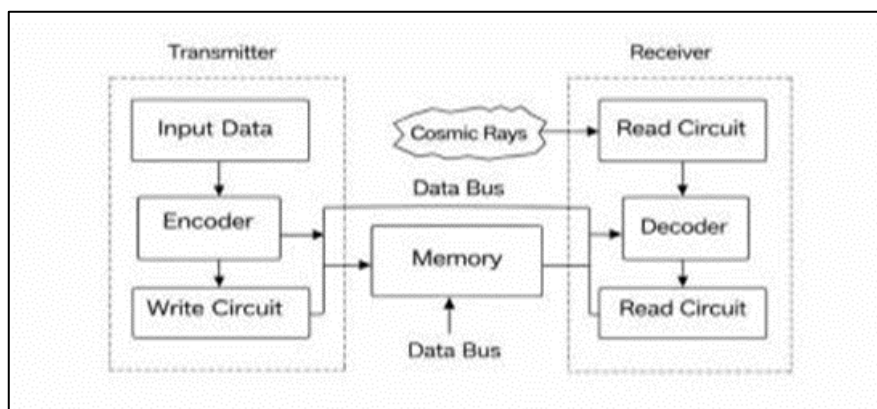 Transmitter
Receiver
Input Data
Cosmic Rays
Read Circuit
Data Bus
Encoder
Decoder
Memory
Write Circuit
Read Circuit
Data Bus